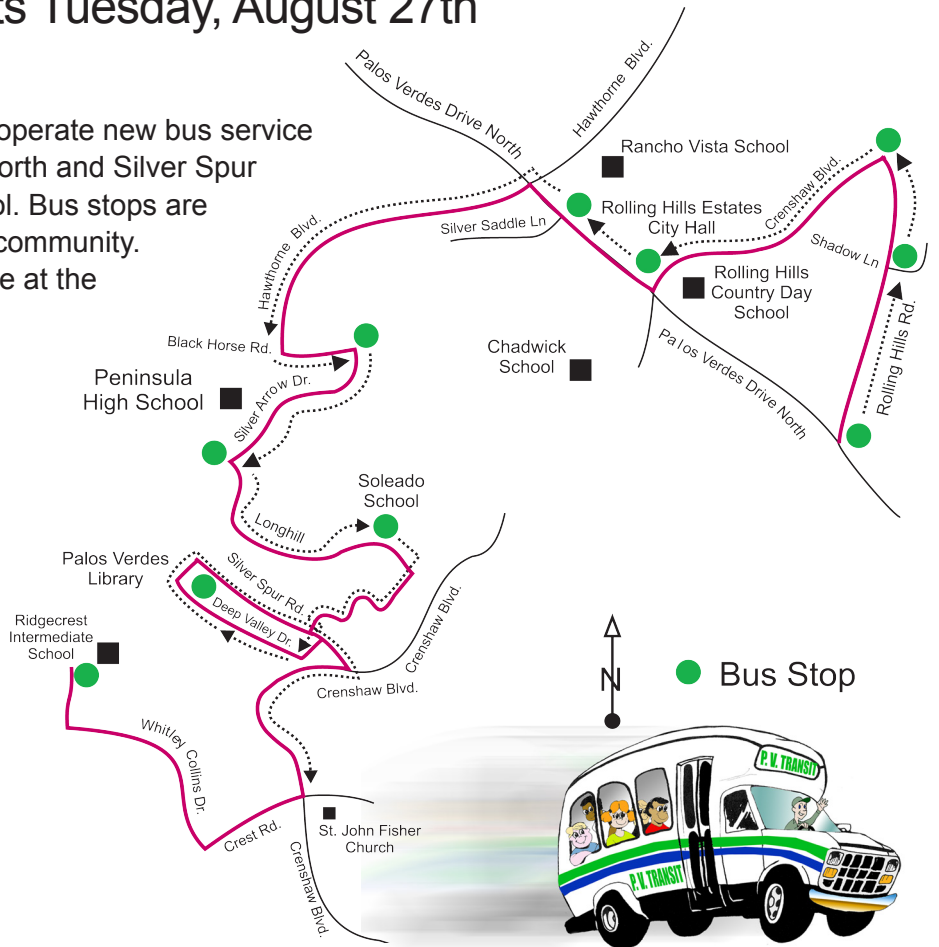 ts Tuesday, August 27th
operate new bus service
orth and Silver Spur
ol. Bus stops are
community.
e at the
Palos Verdes Drive North
Hawthorne Blvd.
Rancho Vista School
Rolling Hills Estates
City Hall
Crenshaw Blvd.
Silver Saddle Ln
Shadow Ln
Rolling Hills
Country Day
School
Rolling Hills Rd.
Hawthorne Blvd.
Black Horse Rd.
Chadwick
School
Palos Verdes Drive North
Peninsula
High School
Silver Arrow Dr.
Soleado
School
Longhill
Palos Verdes
Library
Silver Spur Rd.
Deep Valley Dr.
Crenshaw Blvd.
Ridgecrest
Intermediate
School
Crenshaw Blvd.
Whitley Collins Dr.
Crest Rd.
St. John Fisher
Church
Crenshaw Blvd.
N
Bus Stop
P. V. TRANSIT
P. V. TRANSIT